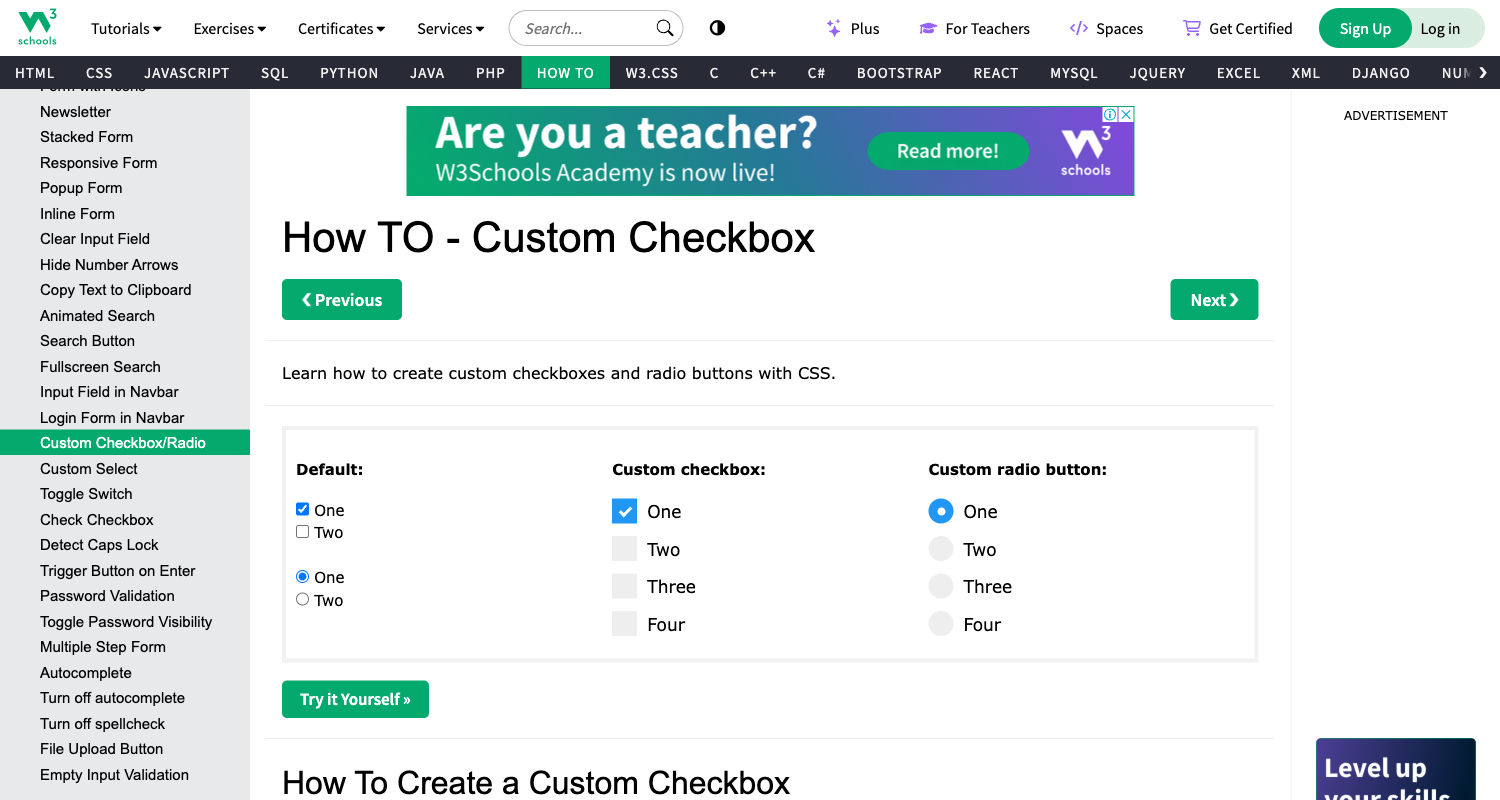 W3 schools
Tutorials Exercises Certificates Services Search... Plus For Teachers Spaces Get Certified Sign Up Log in
HTML CSS JAVASCRIPT SQL PYTHON JAVA PHP HOW TO W3.CSS C C++ C# BOOTSTRAP REACT MYSQL JQUERY EXCEL XML DJANGO NUM ❯
Form with Icons
Newsletter
Stacked Form
Responsive Form
Popup Form
Inline Form
Clear Input Field
Hide Number Arrows
Copy Text to Clipboard
Animated Search
Search Button
Fullscreen Search
Input Field in Navbar
Login Form in Navbar
Custom Checkbox/Radio
Custom Select
Toggle Switch
Check Checkbox
Detect Caps Lock
Trigger Button on Enter
Password Validation
Toggle Password Visibility
Multiple Step Form
Autocomplete
Turn off autocomplete
Turn off spellcheck
File Upload Button
Empty Input Validation
Are you a teacher?
W3Schools Academy is now live!
Read more!
W3 schools
How TO - Custom Checkbox
❮ Previous
Next ❯
Learn how to create custom checkboxes and radio buttons with CSS.
Default:
One
Two
One
Two
Custom checkbox:
One
Two
Three
Four
Custom radio button:
One
Two
Three
Four
Try it Yourself »
How To Create a Custom Checkbox
ADVERTISEMENT
Level up
your skills